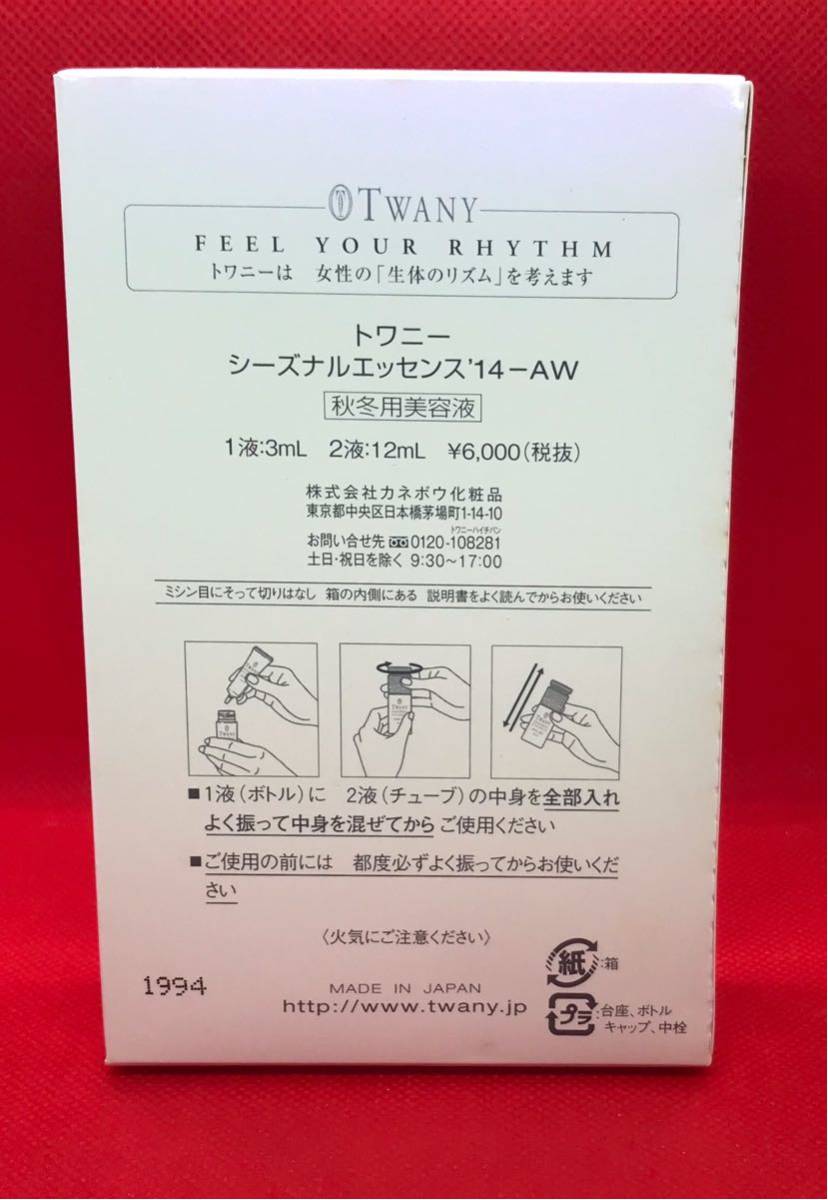 TWANY
FEEL YOUR RHYTHM
トワニーは 女性の「生体のリズム」を考えます
トワニー
シーズナルエッセンス'14-AW
秋冬用美容液
1液:3mL 2液:12mL ¥6,000(税抜)
株式会社カネボウ化粧品
東京都中央区日本橋茅場町1-14-10
トワニーハイチバン
お問い合せ先 0120-108281
土日・祝日を除く 9:30~17:00
ミシン目にそって切りはなし 箱の内側にある 説明書をよく読んでからお使いください
TWANY
TWANY
TWANY
■1液(ボトル)に 2液(チューブ)の中身を全部入れ
よく振って中身を混ぜてから ご使用ください
■ご使用の前には 都度必ずよく振ってからお使いくだ
さい
〈火気にご注意ください〉
紙:箱
1994
MADE IN JAPAN
http://www.twany.jp
プラ:台座、ボトル
キャップ、中栓